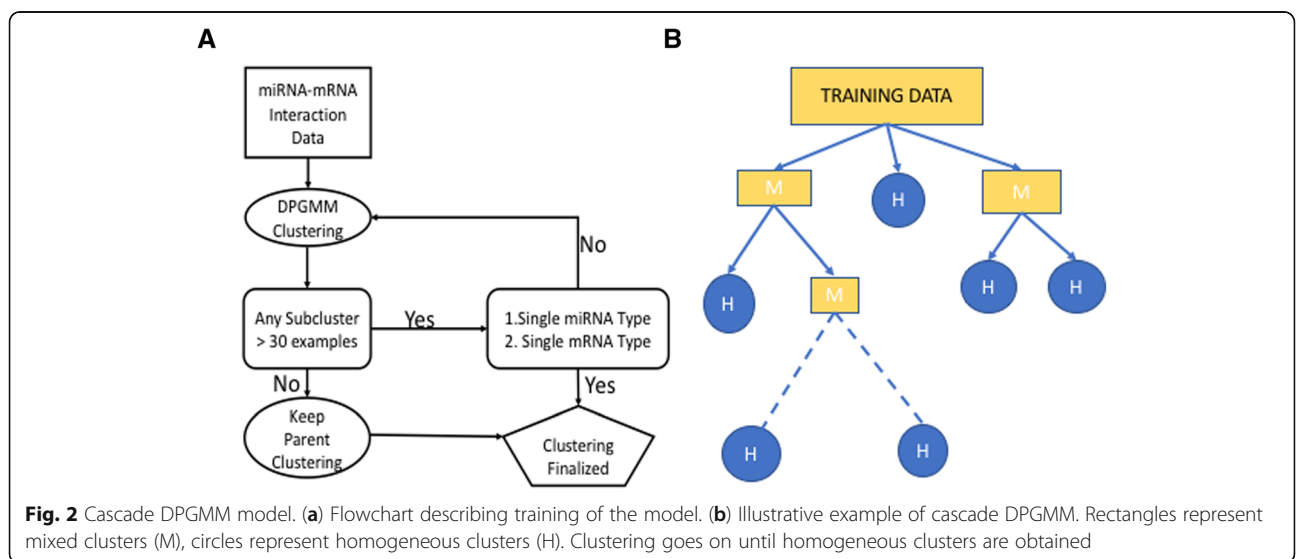 A
miRNA-mRNA
Interaction
Data
DPGMM
Clustering
No
Any Subcluster
> 30 examples
Yes
1.Single miRNA Type
2. Single mRNA Type
No
Yes
Keep
Parent
Clustering
Clustering
Finalized
B
TRAINING DATA
M
H
M
H
M
H
H
H
H
Fig. 2 Cascade DPGMM model. (a) Flowchart describing training of the model. (b) Illustrative example of cascade DPGMM. Rectangles represent
mixed clusters (M), circles represent homogeneous clusters (H). Clustering goes on until homogeneous clusters are obtained